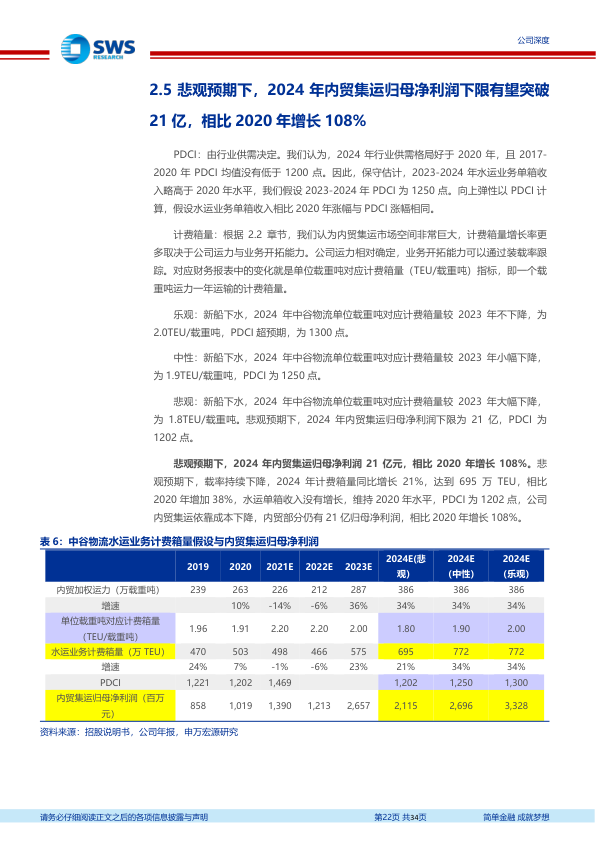 SWS
RESEARCH
公司深度
2.5 悲观预期下，2024 年内贸集运归母净利润下限有望突破
21 亿，相比 2020 年增长 108%
PDCI：由行业供需决定。我们认为，2024 年行业供需格局好于 2020 年，且 2017-
2020 年 PDCI 均值没有低于 1200 点。因此，保守估计，2023-2024 年水运业务单箱收
入略高于 2020 年水平，我们假设 2023-2024 年 PDCI 为 1250 点。向上弹性以 PDCI 计
算，假设水运业务单箱收入相比 2020 年涨幅与 PDCI 涨幅相同。
计费箱量：根据 2.2 章节，我们认为内贸集运市场空间非常巨大，计费箱量增长率更
多取决于公司运力与业务开拓能力。公司运力相对确定，业务开拓能力可以通过装载率跟
踪。对应财务报表中的变化就是单位载重吨对应计费箱量（TEU/载重吨）指标，即一个载
重吨运力一年运输的计费箱量。
乐观：新船下水，2024 年中谷物流单位载重吨对应计费箱量较 2023 年不下降，为
2.0TEU/载重吨，PDCI 超预期，为 1300 点。
中性：新船下水，2024 年中谷物流单位载重吨对应计费箱量较 2023 年小幅下降，
为 1.9TEU/载重吨，PDCI 为 1250 点。
悲观：新船下水，2024 年中谷物流单位载重吨对应计费箱量较 2023 年大幅下降，
为 1.8TEU/载重吨。悲观预期下，2024 年内贸集运归母净利润下限为 21 亿，PDCI 为
1202 点。
悲观预期下，2024 年内贸集运归母净利润 21 亿元，相比 2020 年增长 108%。悲
观预期下，载率持续下降，2024 年计费箱量同比增长 21%，达到 695 万 TEU，相比
2020 年增加 38%，水运单箱收入没有增长，维持 2020 年水平，PDCI 为 1202 点，公司
内贸集运依靠成本下降，内贸部分仍有 21 亿归母净利润，相比 2020 年增长 108%。
表 6：中谷物流水运业务计费箱量假设与内贸集运归母净利润
2019 2020 2021E 2022E 2023E 2024E(悲观) 2024E(中性) 2024E(乐观)
内贸加权运力（万载重吨） 239 263 226 212 287 386 386 386
增速 10% -14% -6% 36% 34% 34% 34%
单位载重吨对应计费箱量（TEU/载重吨） 1.96 1.91 2.20 2.20 2.00 1.80 1.90 2.00
水运业务计费箱量（万 TEU） 470 503 498 466 575 695 772 772
增速 24% 7% -1% -6% 23% 21% 34% 34%
PDCI 1,221 1,202 1,469 1,202 1,250 1,300
内贸集运归母净利润（百万元） 858 1,019 1,390 1,213 2,657 2,115 2,696 3,328
资料来源：招股说明书，公司年报，申万宏源研究
请务必仔细阅读正文之后的各项信息披露与声明 第22页 共34页 简单金融 成就梦想